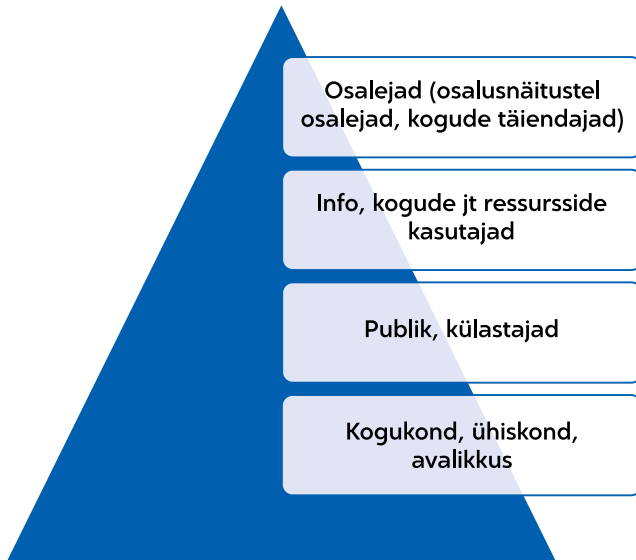 Osalejad (osalusnäitustel
osalejad, kogude täiendajad)
Info, kogude jt ressursside
kasutajad
Publik, külastajad
Kogukond, ühiskond,
avalikkus